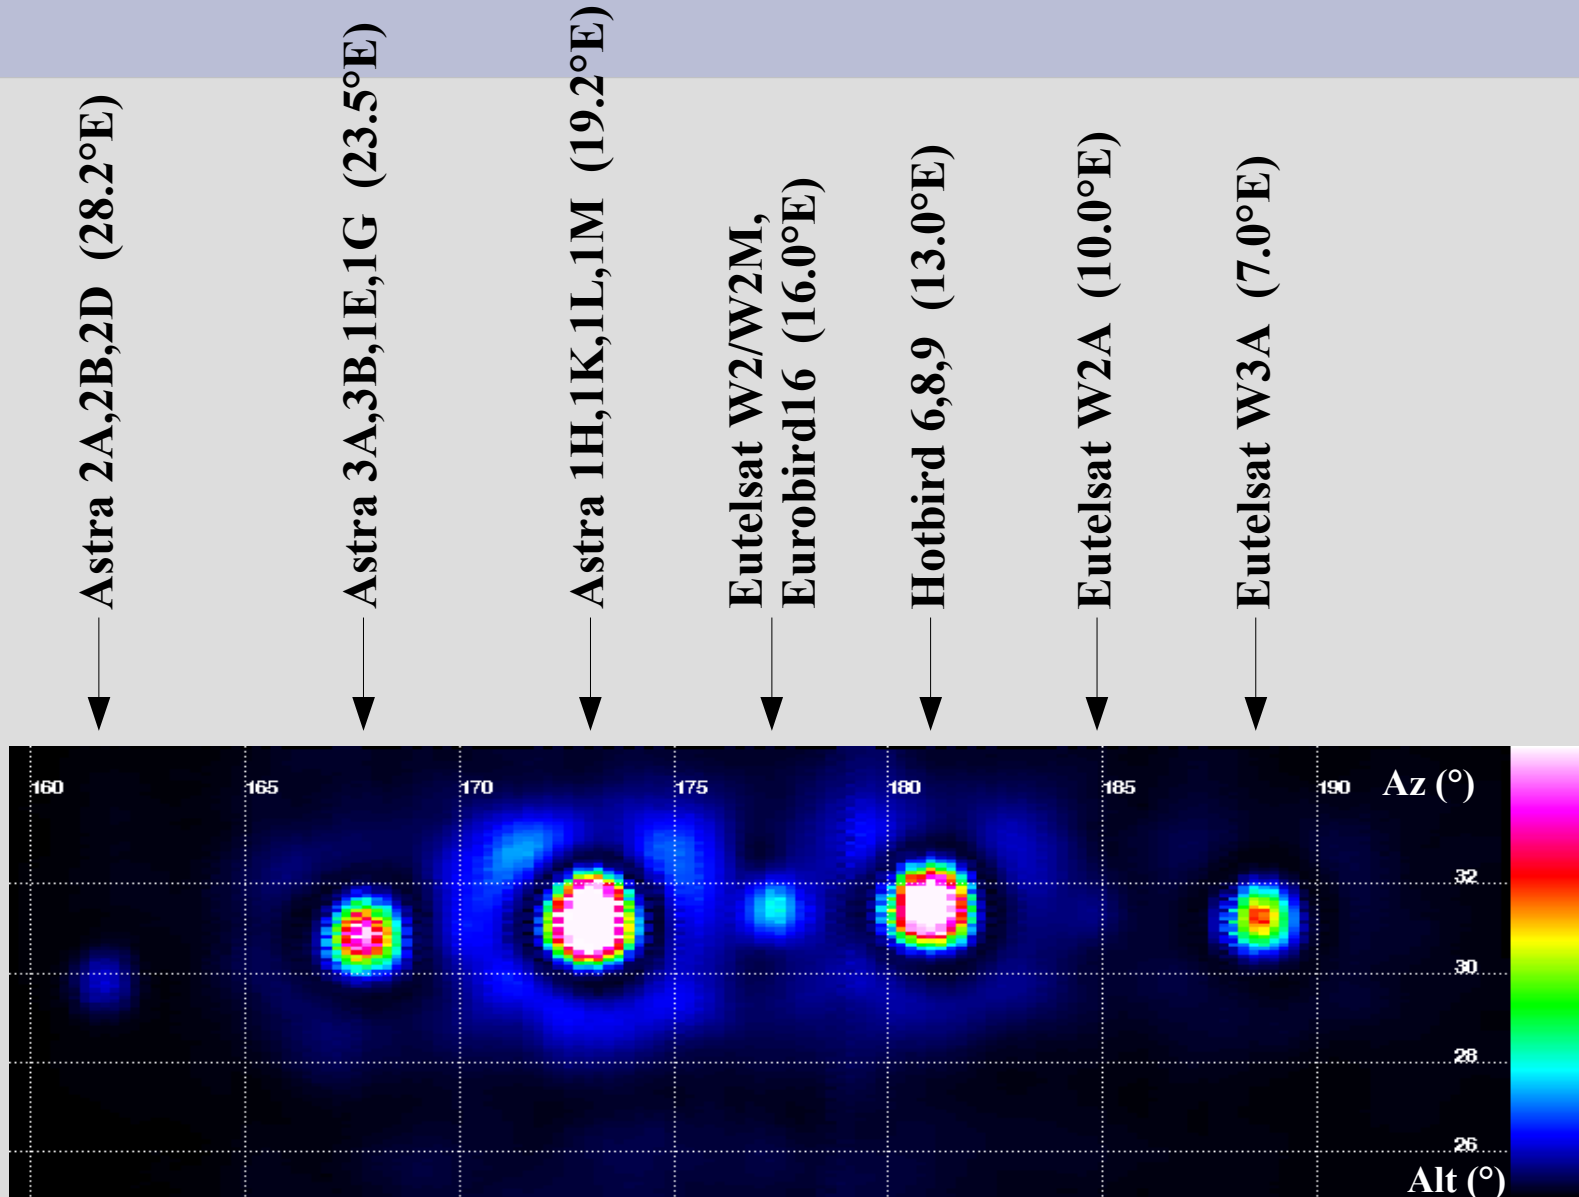 Astra 2A,2B,2D (28.2°E)
Astra 3A,3B,1E,1G (23.5°E)
Astra 1H,1K,1L,1M (19.2°E)
Eutelsat W2/W2M,
Eurobird16 (16.0°E)
Hotbird 6,8,9 (13.0°E)
Eutelsat W2A (10.0°E)
Eutelsat W3A (7.0°E)
160 165 170 175 180 185 190 Az (°)
32
30
28
26
Alt (°)